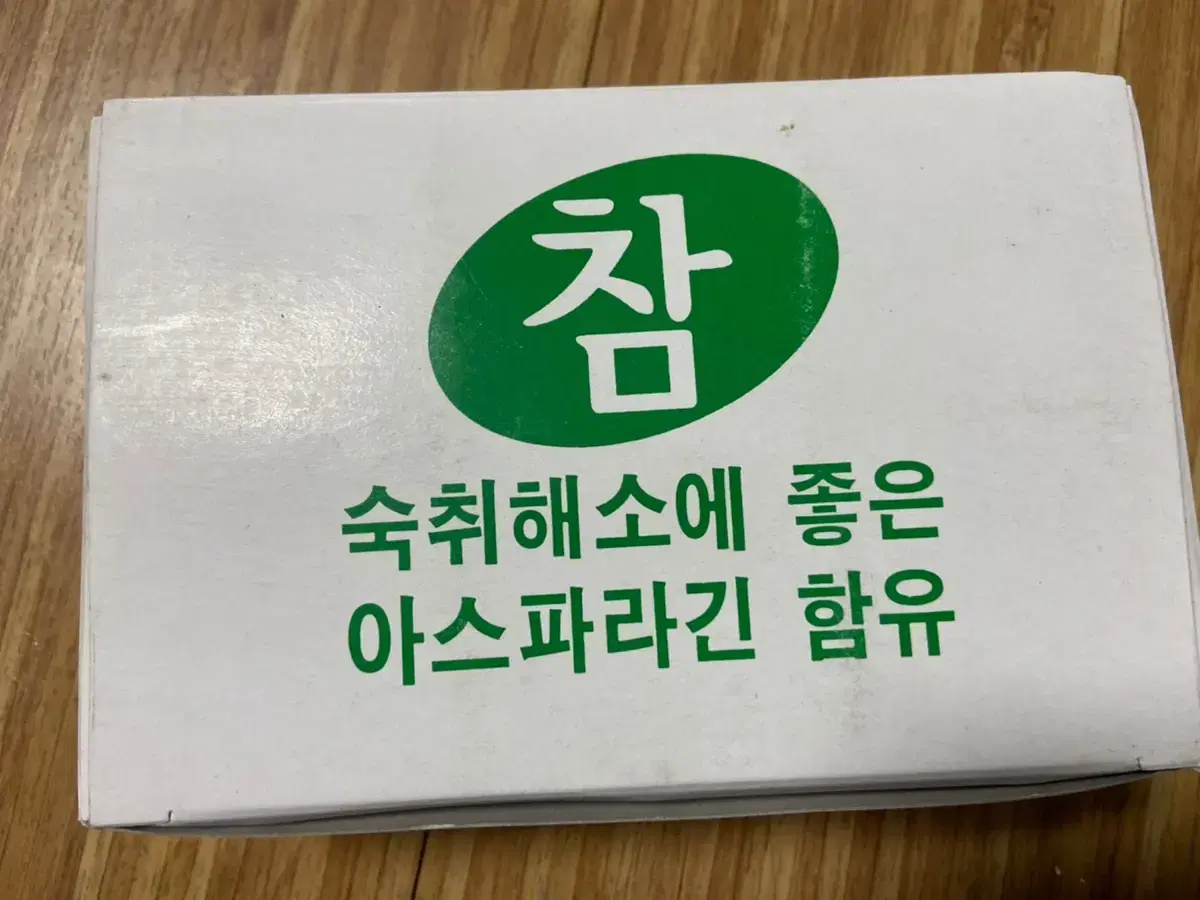 참
숙취해소에 좋은
아스파라긴 함유